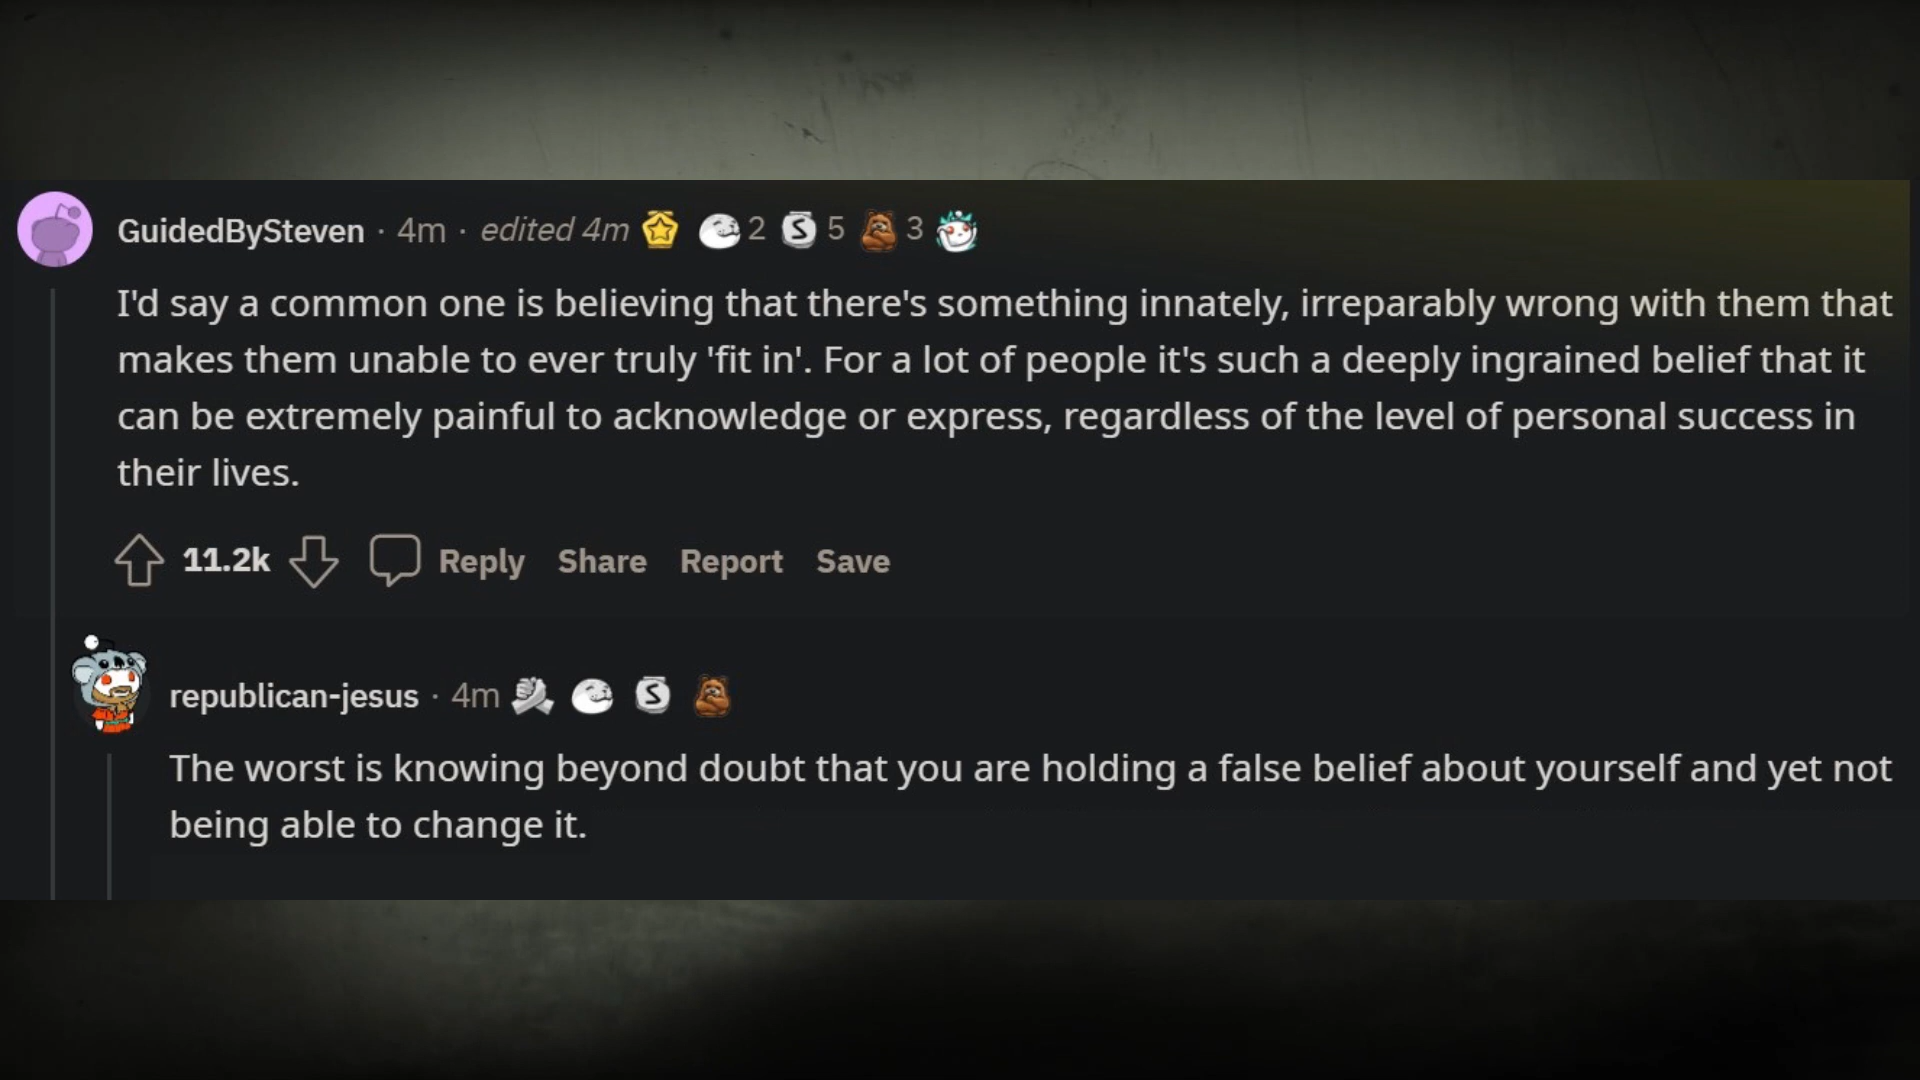 GuidedBySteven · 4m · edited 4m 2 5 3
I'd say a common one is believing that there's something innately, irreparably wrong with them that
makes them unable to ever truly 'fit in'. For a lot of people it's such a deeply ingrained belief that it
can be extremely painful to acknowledge or express, regardless of the level of personal success in
their lives.
11.2k Reply Share Report Save
republican-jesus · 4m S
The worst is knowing beyond doubt that you are holding a false belief about yourself and yet not
being able to change it.